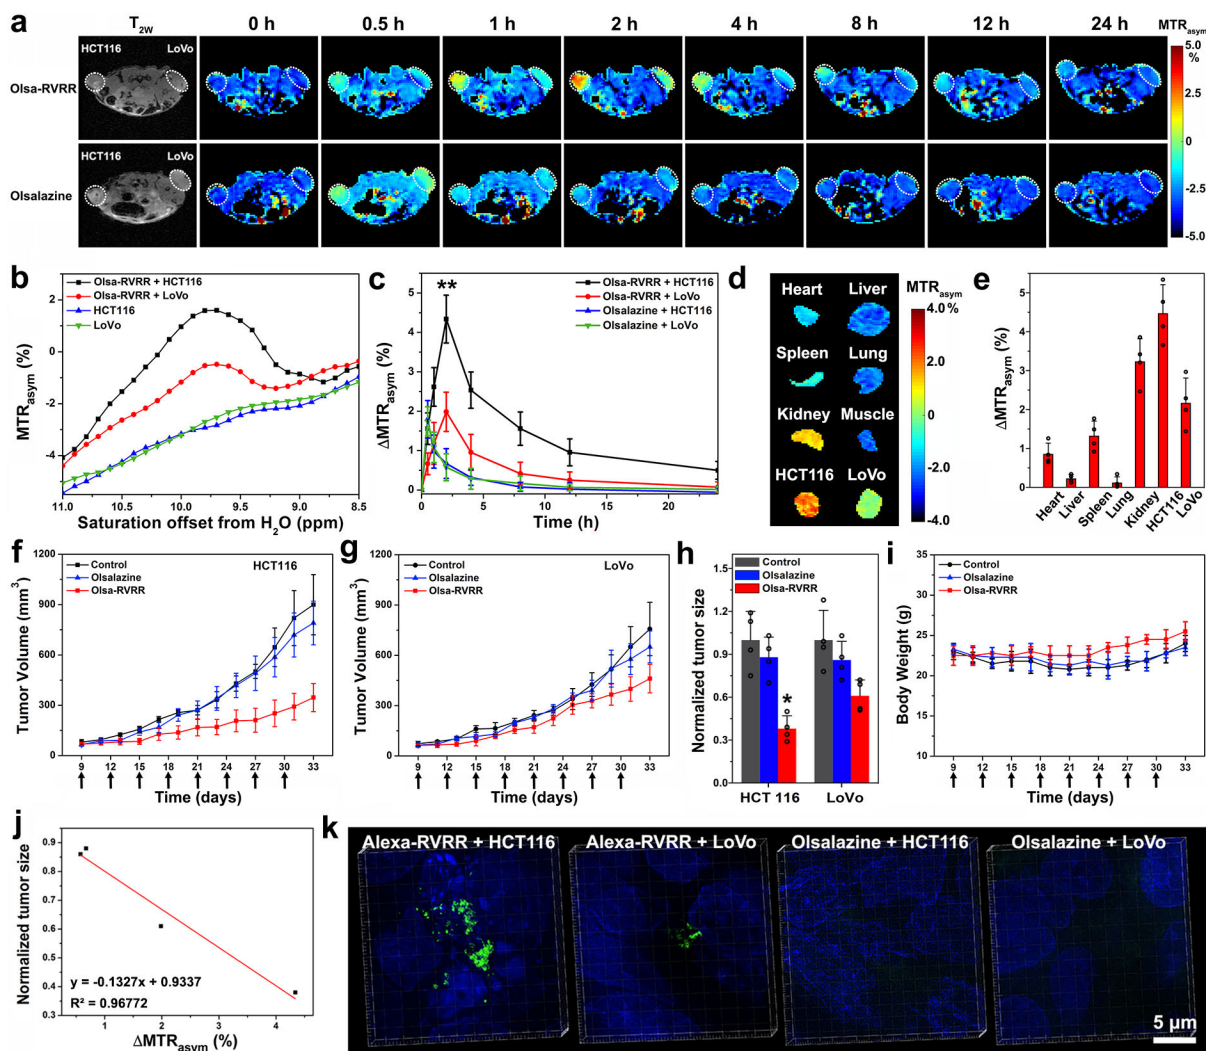 a
T2W
0 h
0.5 h
1 h
2 h
4 h
8 h
12 h
24 h
MTRasym
HCT116 LoVo
Olsa-RVRR
HCT116 LoVo
Olsalazine
5.0
%
2.5
0
-2.5
-5.0
b
Olsa-RVRR + HCT116
Olsa-RVRR + LoVo
HCT116
LoVo
MTRasym (%)
2
0
-2
-4
11.0 10.5 10.0 9.5 9.0 8.5
Saturation offset from H2O (ppm)
c
**
Olsa-RVRR + HCT116
Olsa-RVRR + LoVo
Olsalazine + HCT116
Olsalazine + LoVo
ΔMTRasym (%)
5
4
3
2
1
0
0 5 10 15 20
Time (h)
d
Heart Liver
Spleen Lung
Kidney Muscle
HCT116 LoVo
MTRasym
4.0 %
2.0
0
-2.0
-4.0
e
ΔMTRasym (%)
5
4
3
2
1
0
Heart Liver Spleen Lung Kidney HCT116 LoVo
f
Control
Olsalazine
Olsa-RVRR
HCT116
Tumor Volume (mm3)
1200
900
600
300
0
9 12 15 18 21 24 27 30 33
Time (days)
g
Control
Olsalazine
Olsa-RVRR
LoVo
Tumor Volume (mm3)
1200
900
600
300
0
9 12 15 18 21 24 27 30 33
Time (days)
h
Control
Olsalazine
Olsa-RVRR
Normalized tumor size
1.5
1.2
0.9
0.6
0.3
0.0
*
HCT 116 LoVo
i
Control
Olsalazine
Olsa-RVRR
Body Weight (g)
35
30
25
20
15
10
9 12 15 18 21 24 27 30 33
Time (days)
j
Normalized tumor size
0.9
0.8
0.7
0.6
0.5
0.4
0.3
y = -0.1327x + 0.9337
R² = 0.96772
1 2 3 4
ΔMTRasym (%)
k
Alexa-RVRR + HCT116
Alexa-RVRR + LoVo
Olsalazine + HCT116
Olsalazine + LoVo
5 µm